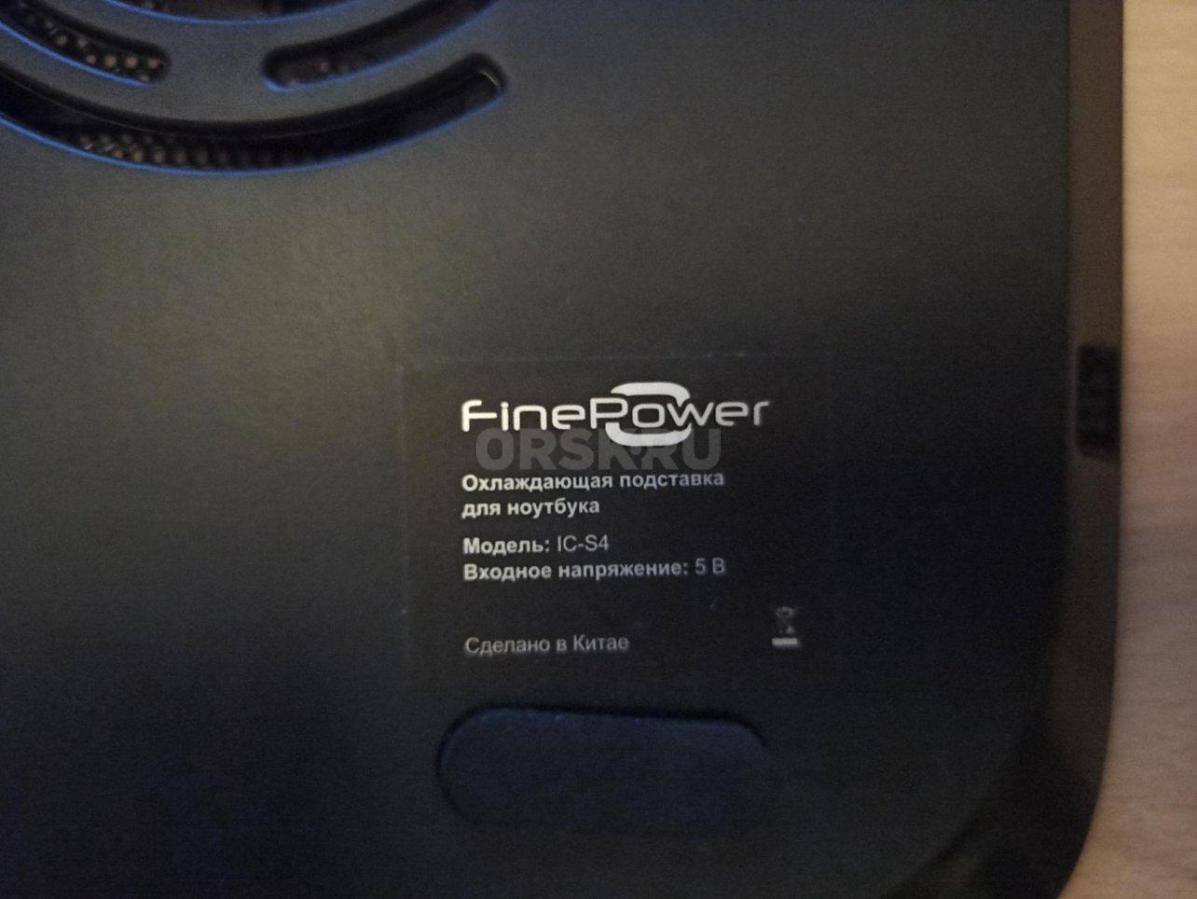 FinePower
ORSK.RU
Охлаждающая подставка
для ноутбука
Модель: IC-S4
Входное напряжение: 5 В
Сделано в Китае